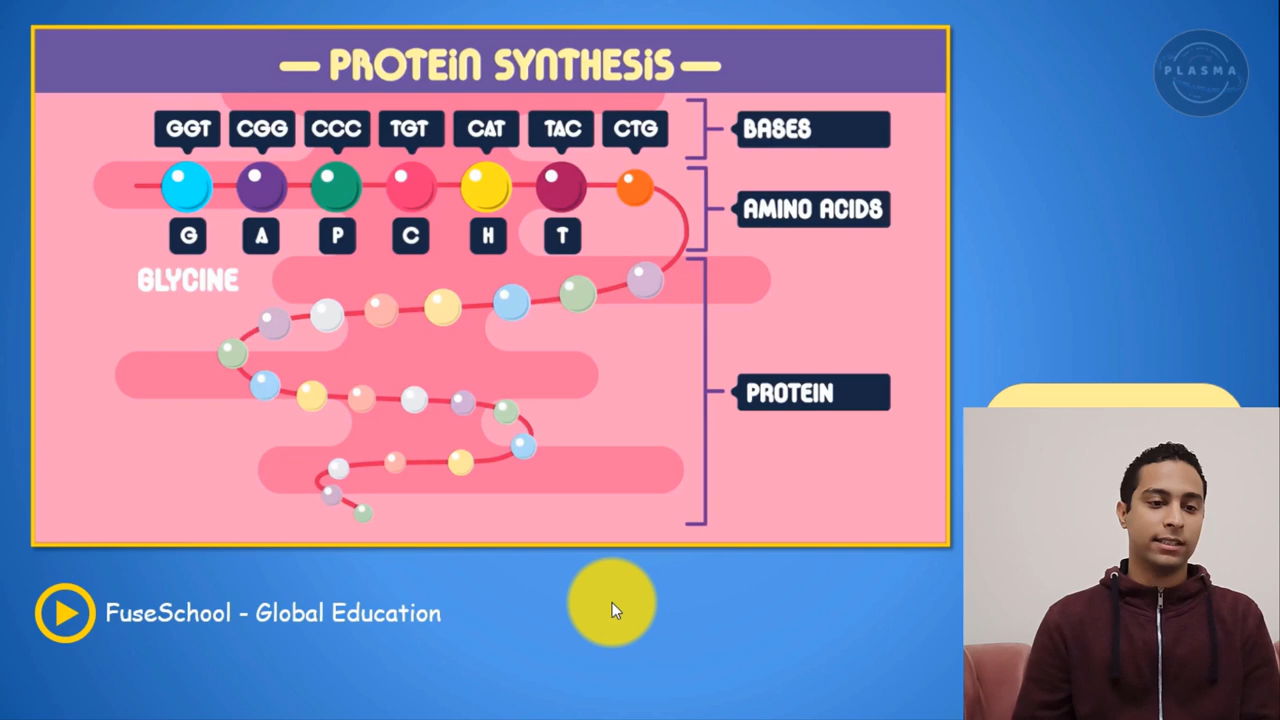 — PROTEIN SYNTHESIS —
GGT CGG CCC TGT CAT TAC CTG
BASES
G A P C H T
AMINO ACIDS
GLYCINE
PROTEIN
FuseSchool - Global Education
PLASMA